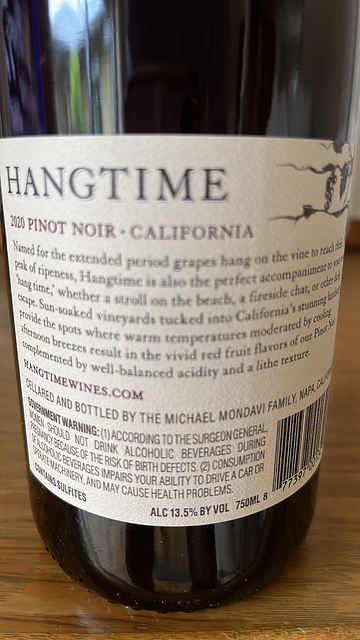 HANGTIME
2020 PINOT NOIR • CALIFORNIA
Named for the extended period grapes hang on the vine to reach their
peak of ripeness, Hangtime is also the perfect accompaniment to your
'hang time,' whether a stroll on the beach, a fireside chat, or other daily
escape. Sun-soaked vineyards tucked into California's stunning
provide the spots where warm temperatures moderated by cooling
afternoon breezes result in the vivid red fruit flavors of our Pinot Noir
complemented by well-balanced acidity and a lithe texture.
HANGTIMEWINES.COM
CELLARED AND BOTTLED BY THE MICHAEL MONDAVI FAMILY, NAPA,
GOVERNMENT WARNING: (1) ACCORDING TO THE SURGEON GENERAL,
WOMEN SHOULD NOT DRINK ALCOHOLIC BEVERAGES DURING
PREGNANCY BECAUSE OF THE RISK OF BIRTH DEFECTS. (2) CONSUMPTION
OF ALCOHOLIC BEVERAGES IMPAIRS YOUR ABILITY TO DRIVE A CAR OR
OPERATE MACHINERY, AND MAY CAUSE HEALTH PROBLEMS.
CONTAINS SULFITES
ALC 13.5% BY VOL 750ML 8